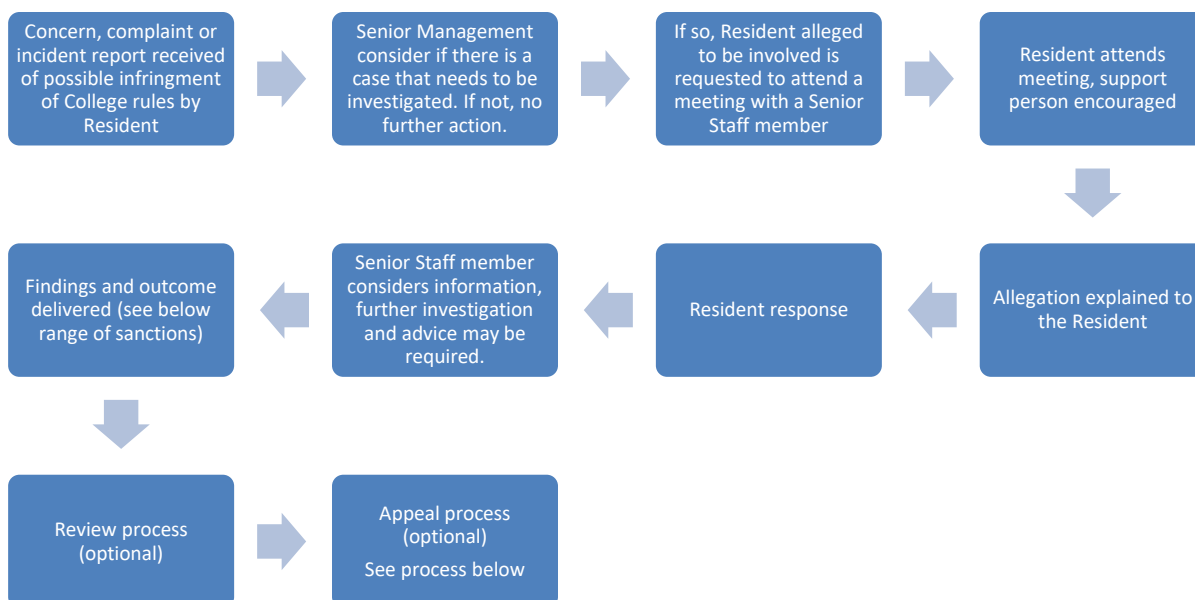 Concern, complaint or
incident report received
of possible infringment
of College rules by
Resident
Senior Management
consider if there is a
case that needs to be
investigated. If not, no
further action.
If so, Resident alleged
to be involved is
requested to attend a
meeting with a Senior
Staff member
Resident attends
meeting, support
person encouraged
Allegation explained to
the Resident
Resident response
Senior Staff member
considers information,
further investigation
and advice may be
required.
Findings and outcome
delivered (see below
range of sanctions)
Review process
(optional)
Appeal process
(optional)
See process below